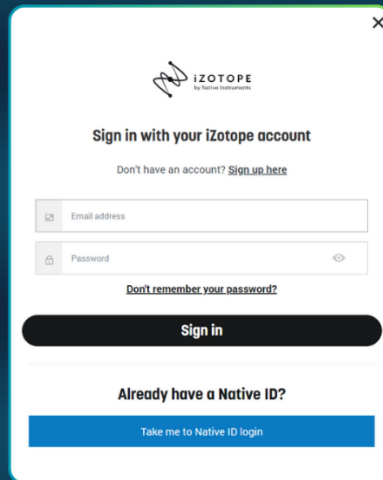 iZOTOPE
by Native Instruments
Sign in with your iZotope account
Don't have an account? Sign up here
Email address
Password
Don't remember your password?
Sign in
Already have a Native ID?
Take me to Native ID login